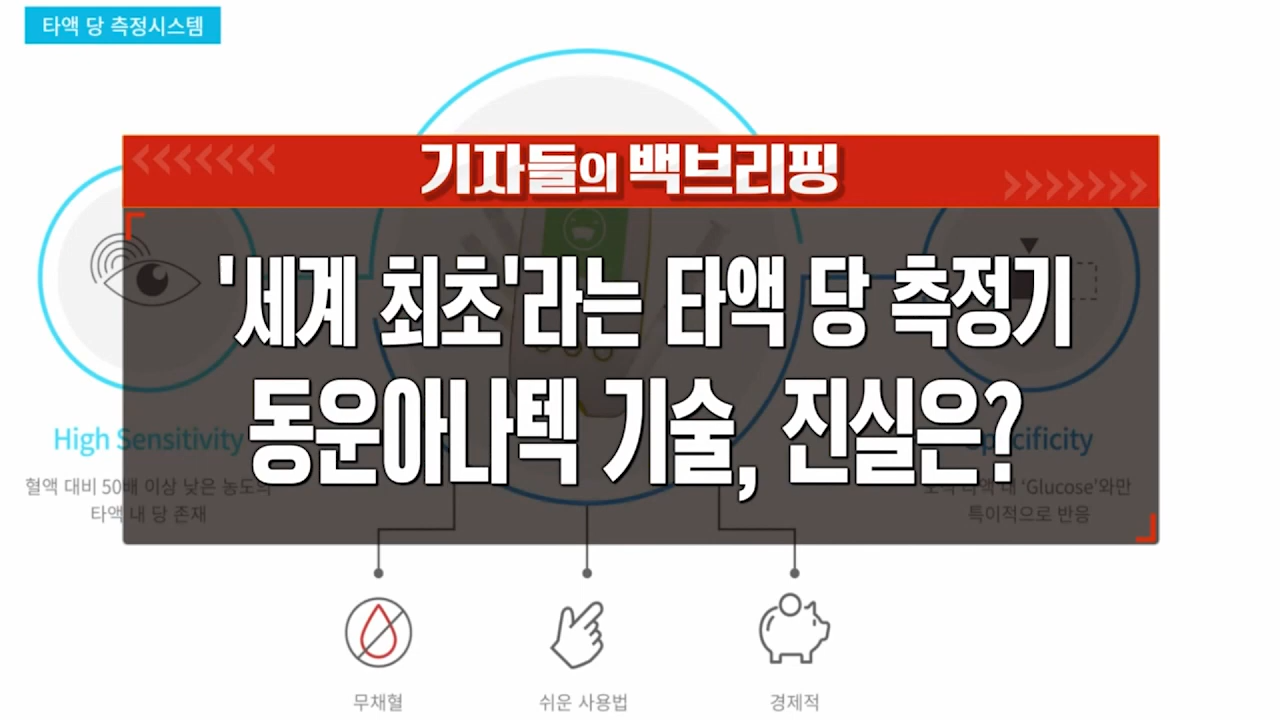 타액 당 측정시스템
기자들의 백브리핑
'세계 최초'라는 타액 당 측정기
동운아나텍 기술, 진실은?
High Sensitivity
혈액 대비 50배 이상 낮은 농도의
타액 내 당 존재
Specificity
타액 내 'Glucose'와만
특이적으로 반응
무채혈
쉬운 사용법
경제적